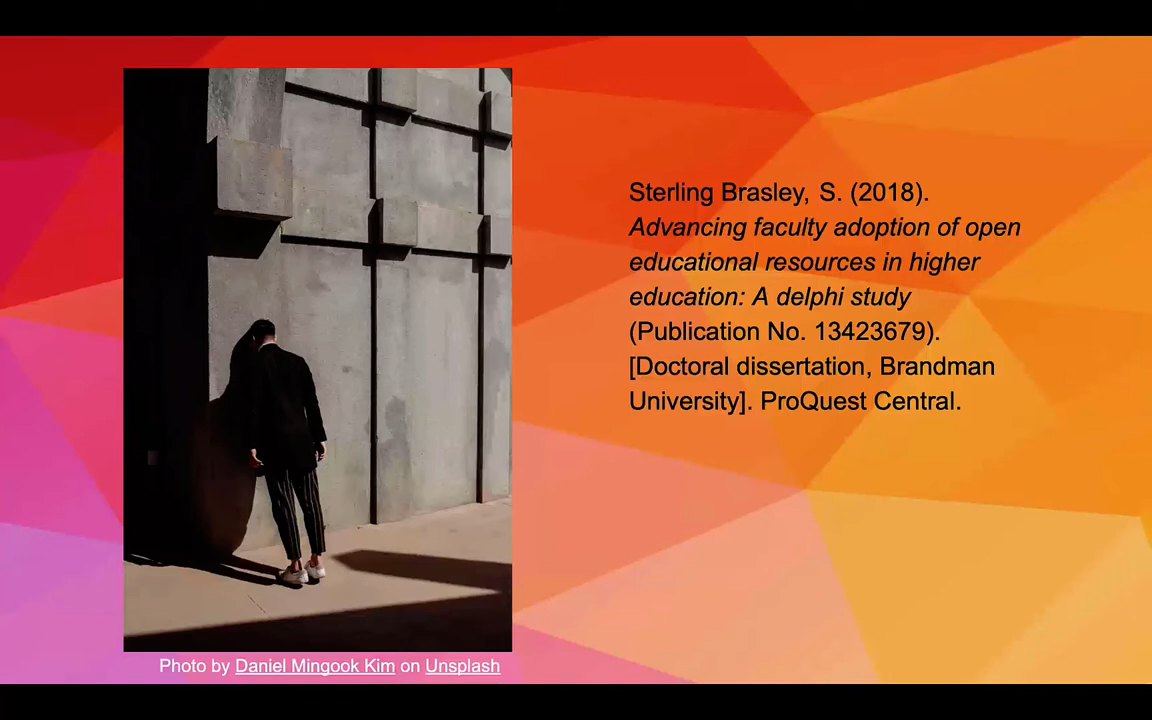 Sterling Brasley, S. (2018).
Advancing faculty adoption of open
educational resources in higher
education: A delphi study
(Publication No. 13423679).
[Doctoral dissertation, Brandman
University]. ProQuest Central.
Photo by Daniel Mingook Kim on Unsplash